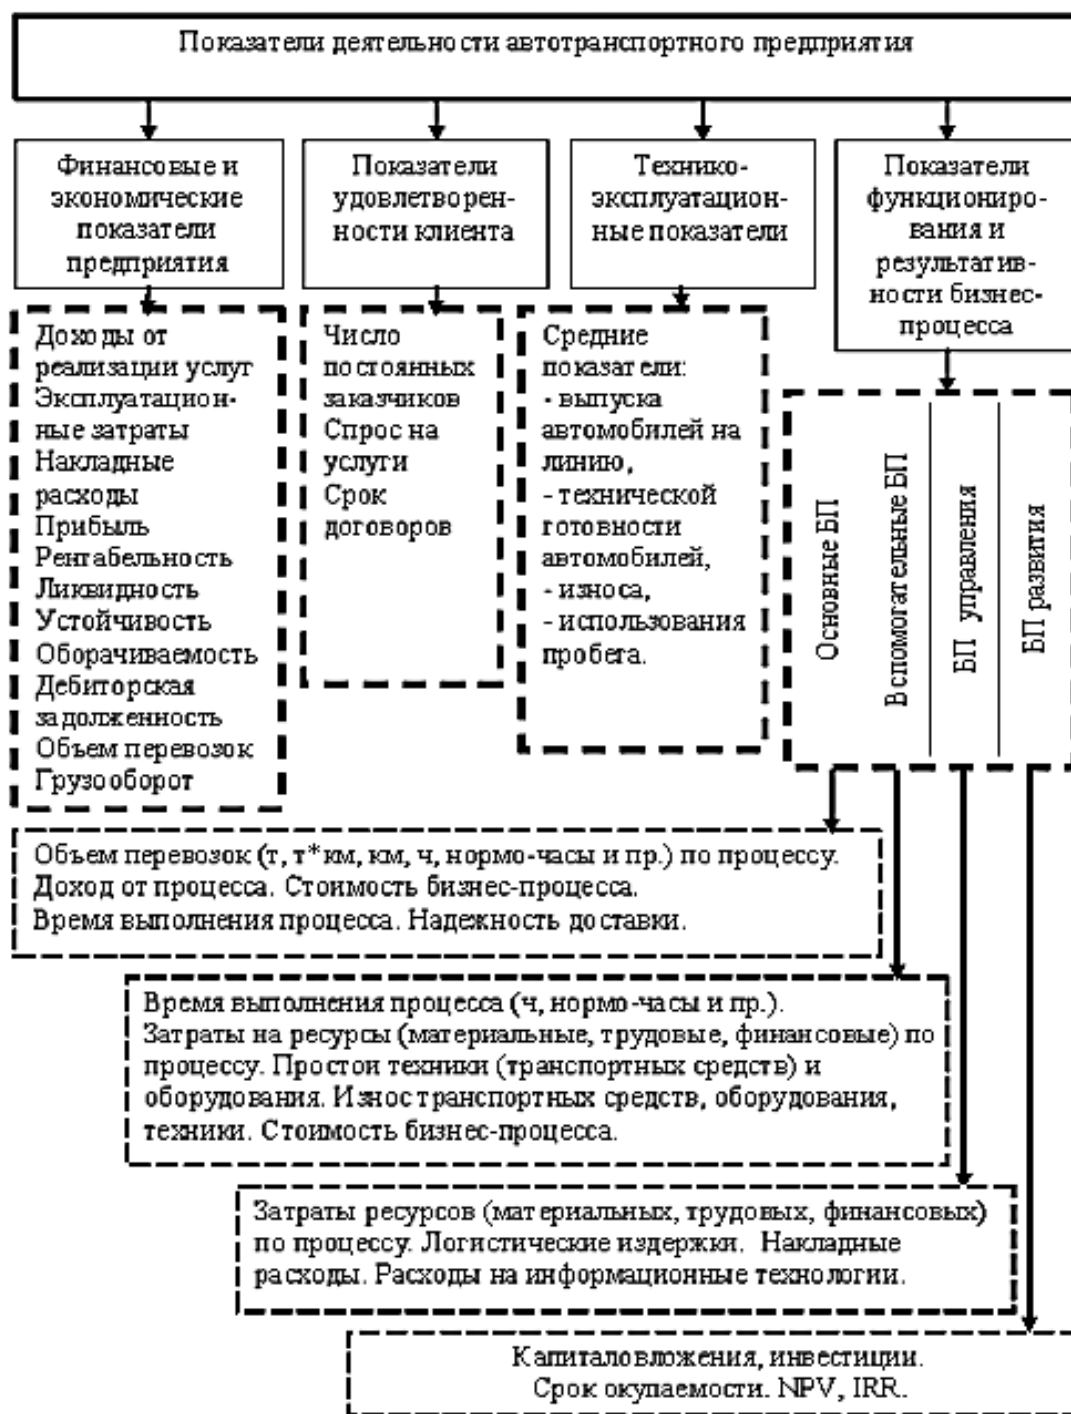 Показатели деятельности автотранспортного предприятия
Финансовые и
экономические
показатели
предприятия
Показатели
удовлетворен-
ности клиента
Технико-
эксплуатацион-
ные показатели
Показатели
функциониро-
вания и
результатив-
ности бизнес-
процесса
Доходы от
реализации услуг
Эксплуатацион-
ные затраты
Накладные
расходы
Прибыль
Рентабельность
Ликвидность
Устойчивость
Оборачиваемость
Дебиторская
задолженность
Объем перевозок
Грузооборот
Число
постоянных
заказчиков
Спрос на
услуги
Срок
договоров
Средние
показатели:
- выпуска
автомобилей на
линию,
- технической
готовности
автомобилей,
- износа,
- использования
пробега.
Основные БП
Вспомогательные БП
БП управления
БП развития
Объем перевозок (т, т*км, км, ч, нормо-часы и пр.) по процессу.
Доход от процесса. Стоимость бизнес-процесса.
Время выполнения процесса. Надежность доставки.
Время выполнения процесса (ч, нормо-часы и пр.).
Затраты на ресурсы (материальные, трудовые, финансовые) по
процессу. Простои техники (транспортных средств) и
оборудования. Износ транспортных средств, оборудования,
техники. Стоимость бизнес-процесса.
Затраты ресурсов (материальных, трудовых, финансовых)
по процессу. Логистические издержки. Накладные
расходы. Расходы на информационные технологии.
Капиталовложения, инвестиции.
Срок окупаемости. NPV, IRR.